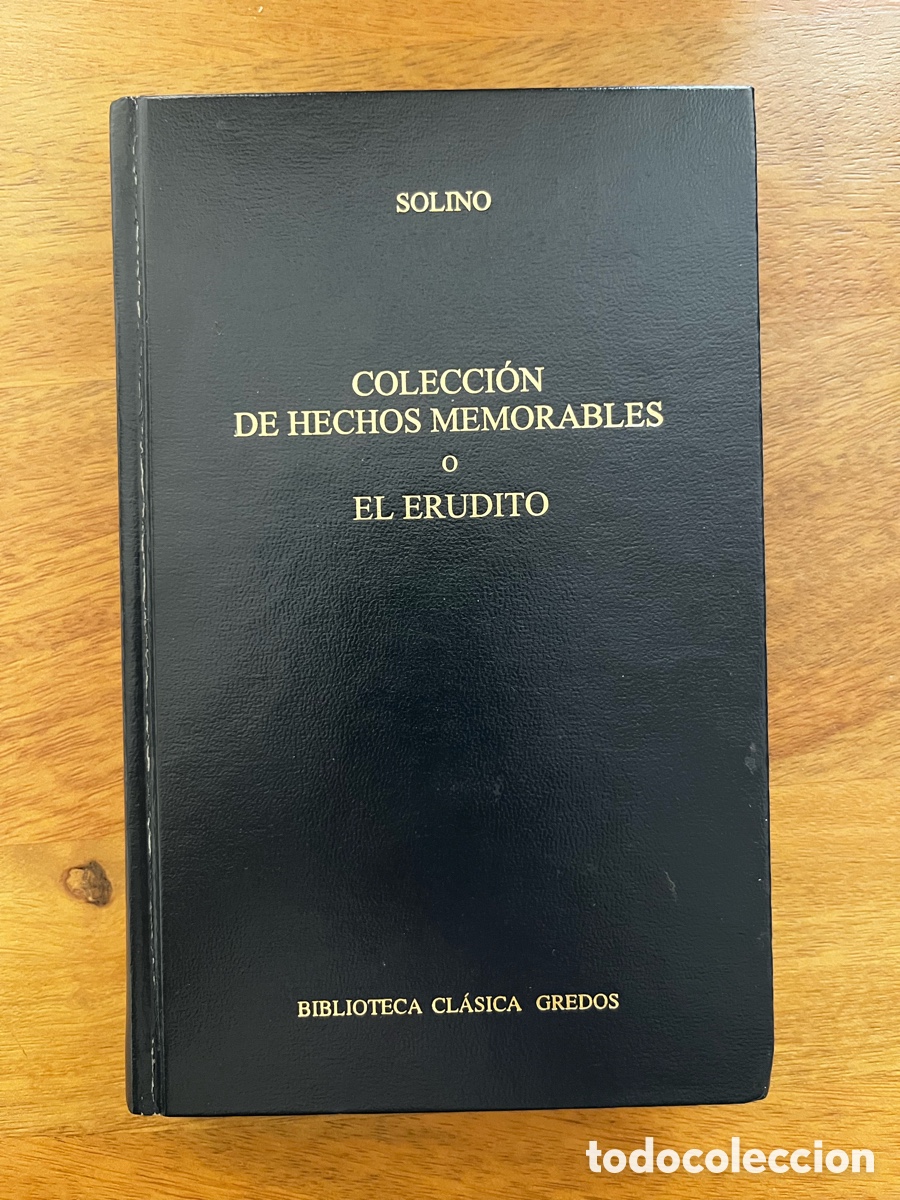 SOLINO
COLECCIÓN
DE HECHOS MEMORABLES
O
EL ERUDITO
BIBLIOTECA CLÁSICA GREDOS
todocoleccion